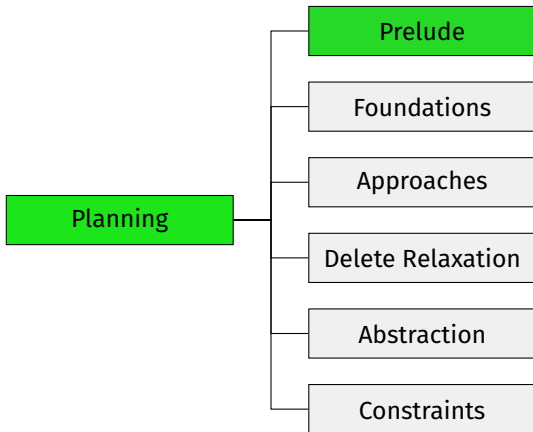 Planning
Prelude
Foundations
Approaches
Delete Relaxation
Abstraction
Constraints